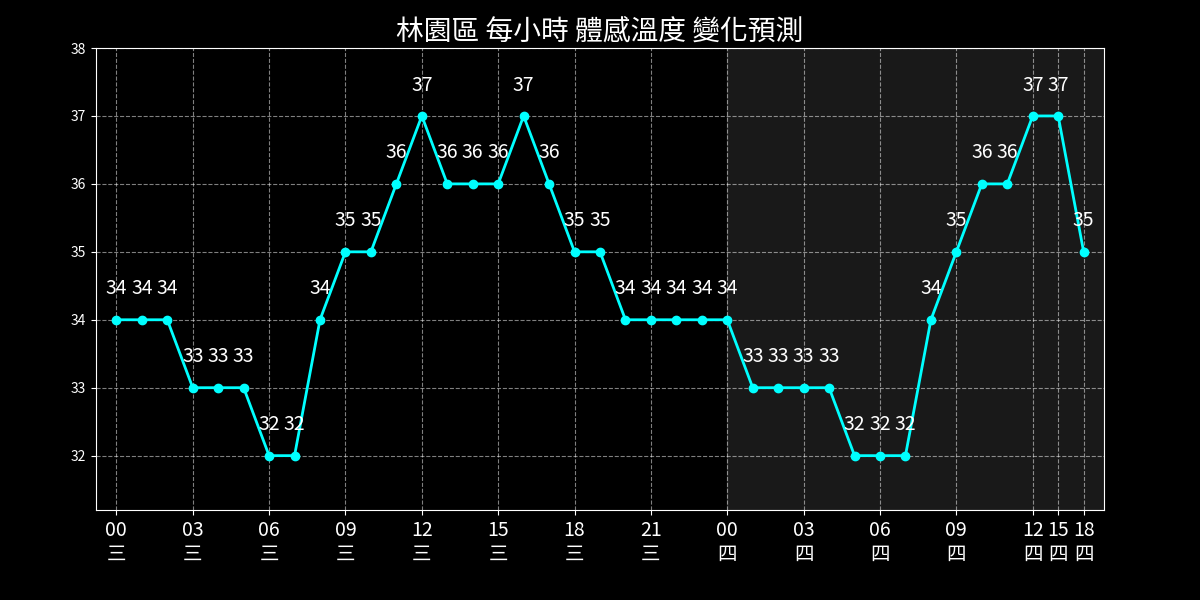 林園區 每小時 體感溫度 變化預測
38
37
36
35
34
33
32
37 37 37 37
36 36 36 36 36 36 36
35 35 35 35 35 35
34 34 34 34 34 34 34 34 34 34
33 33 33 33 33 33 33
32 32 32 32 32
00 03 06 09 12 15 18 21 00 03 06 09 12 15 18
三 三 三 三 三 三 三 三 四 四 四 四 四 四 四